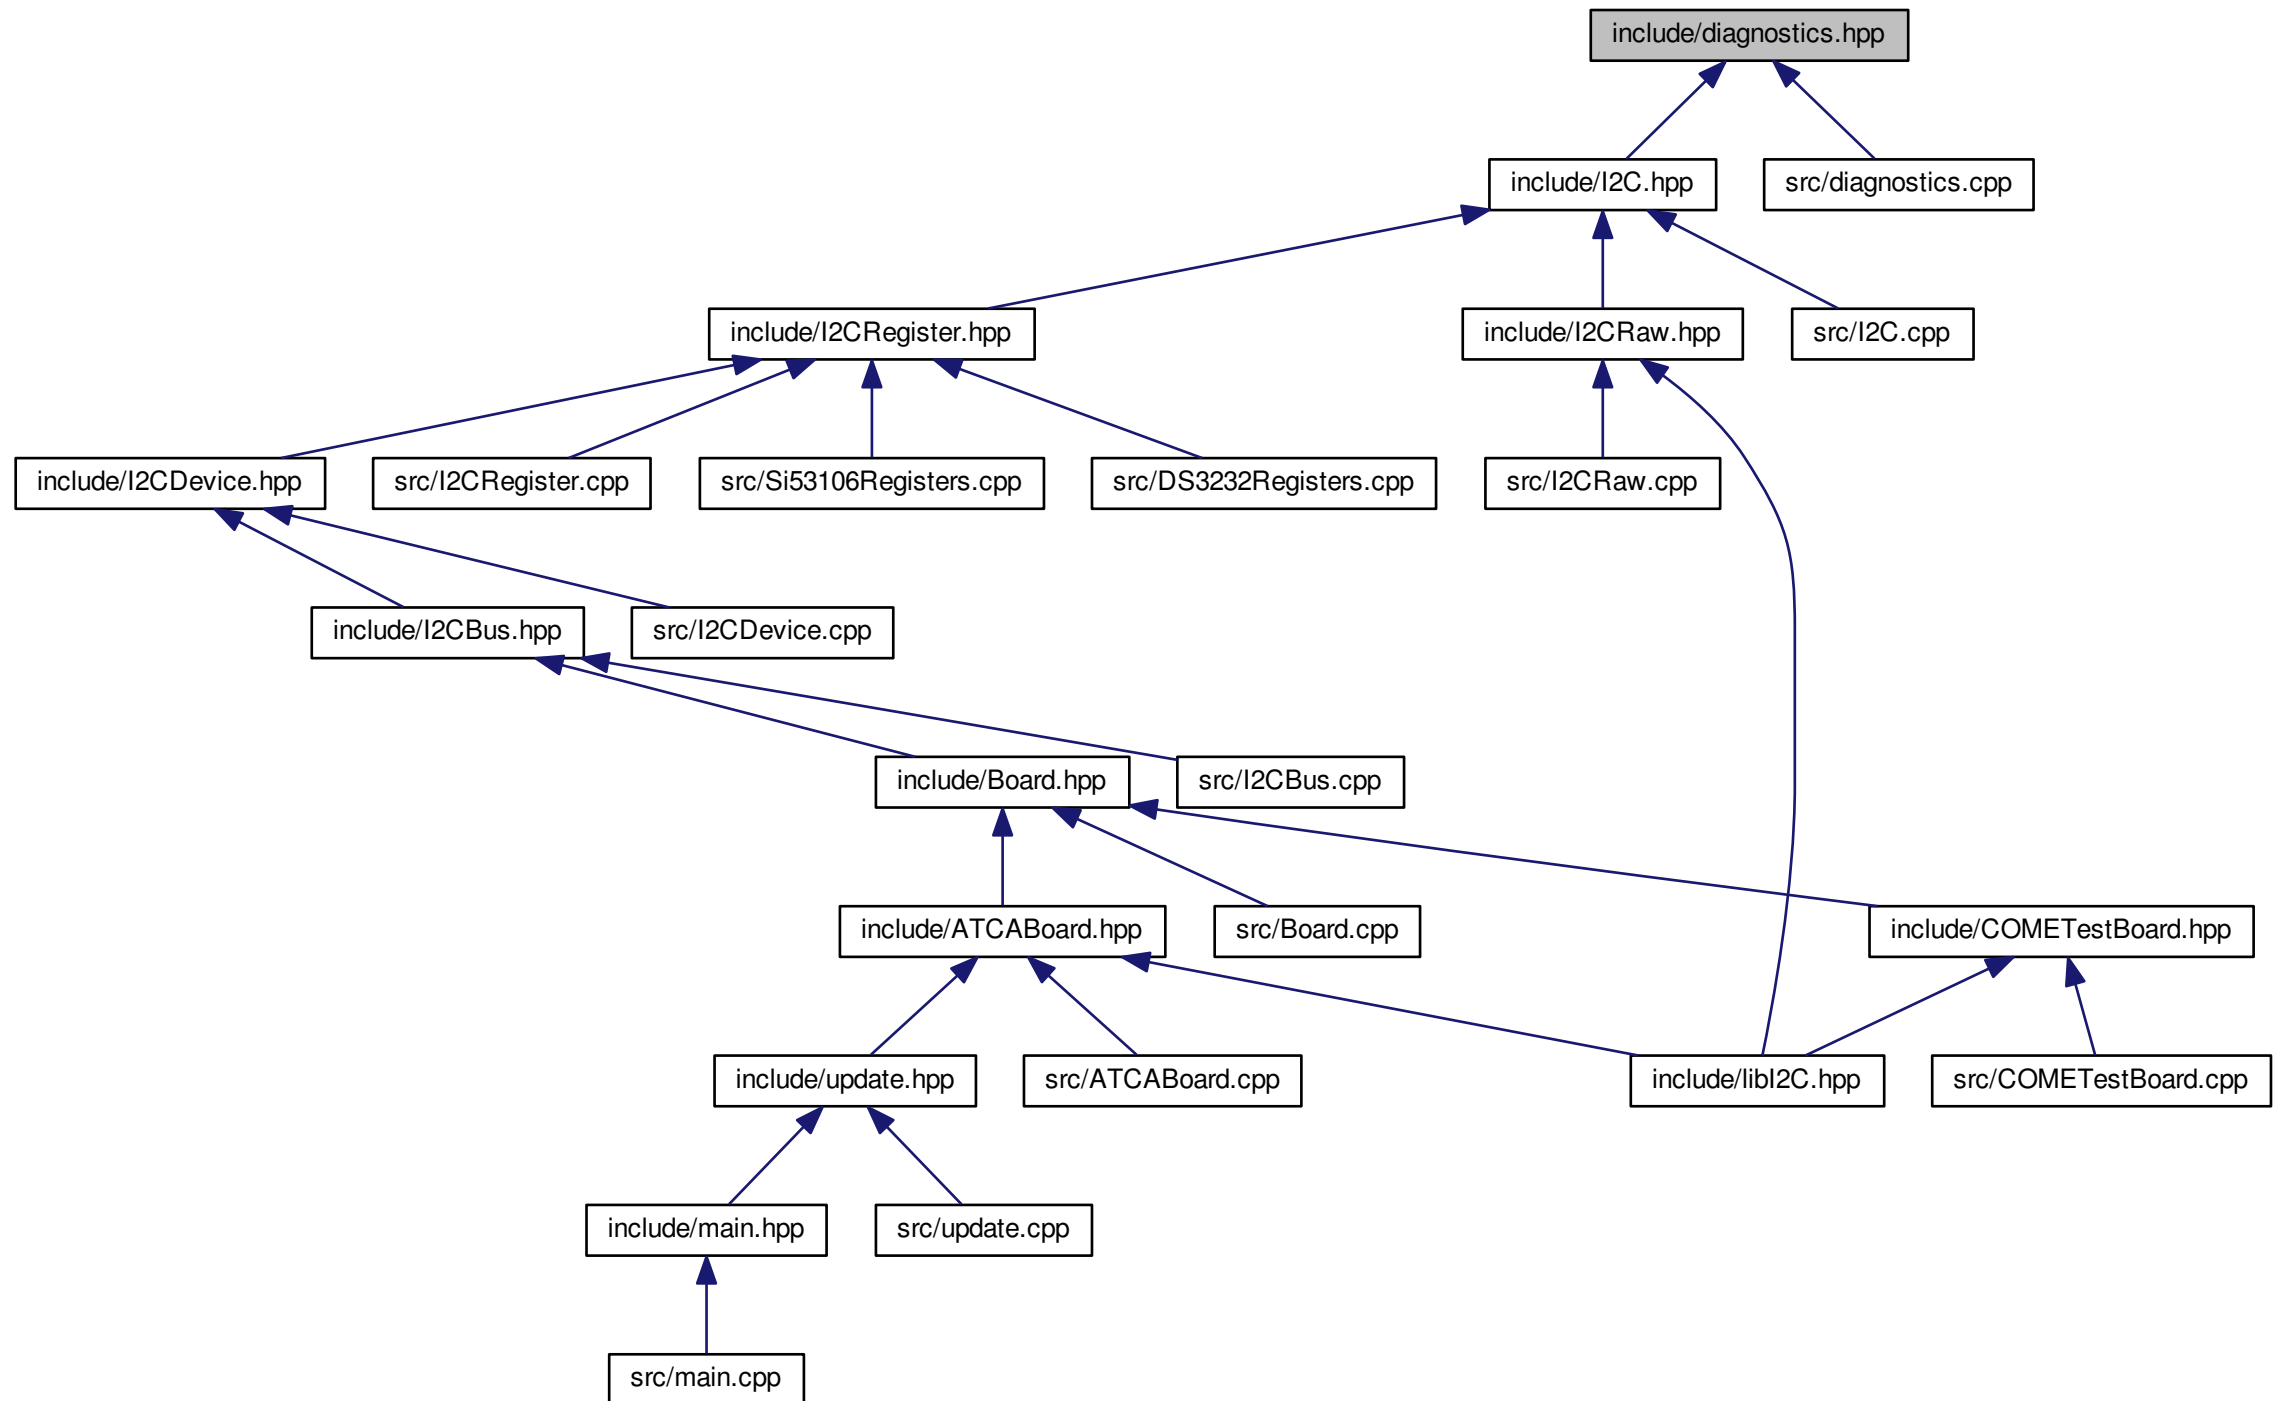 include/diagnostics.hpp
include/I2C.hpp
src/diagnostics.cpp
include/I2CRegister.hpp
include/I2CRaw.hpp
src/I2C.cpp
include/I2CDevice.hpp
src/I2CRegister.cpp
src/Si53106Registers.cpp
src/DS3232Registers.cpp
src/I2CRaw.cpp
include/I2CBus.hpp
src/I2CDevice.cpp
include/Board.hpp
src/I2CBus.cpp
include/ATCABoard.hpp
src/Board.cpp
include/COMETestBoard.hpp
include/update.hpp
src/ATCABoard.cpp
include/libI2C.hpp
src/COMETestBoard.cpp
include/main.hpp
src/update.cpp
src/main.cpp